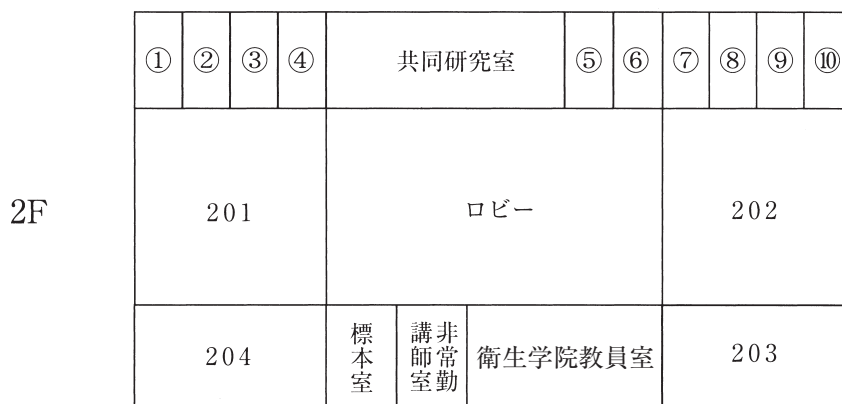 ① ② ③ ④ 共同研究室 ⑤ ⑥ ⑦ ⑧ ⑨ ⑩
2F
201 ロビー 202
204 標本室 非常勤講師室 衛生学院教員室 203